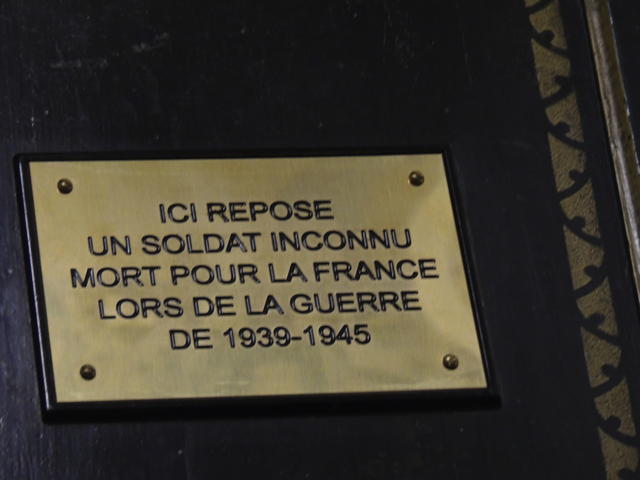 ICI REPOSE
UN SOLDAT INCONNU
MORT POUR LA FRANCE
LORS DE LA GUERRE
DE 1939-1945